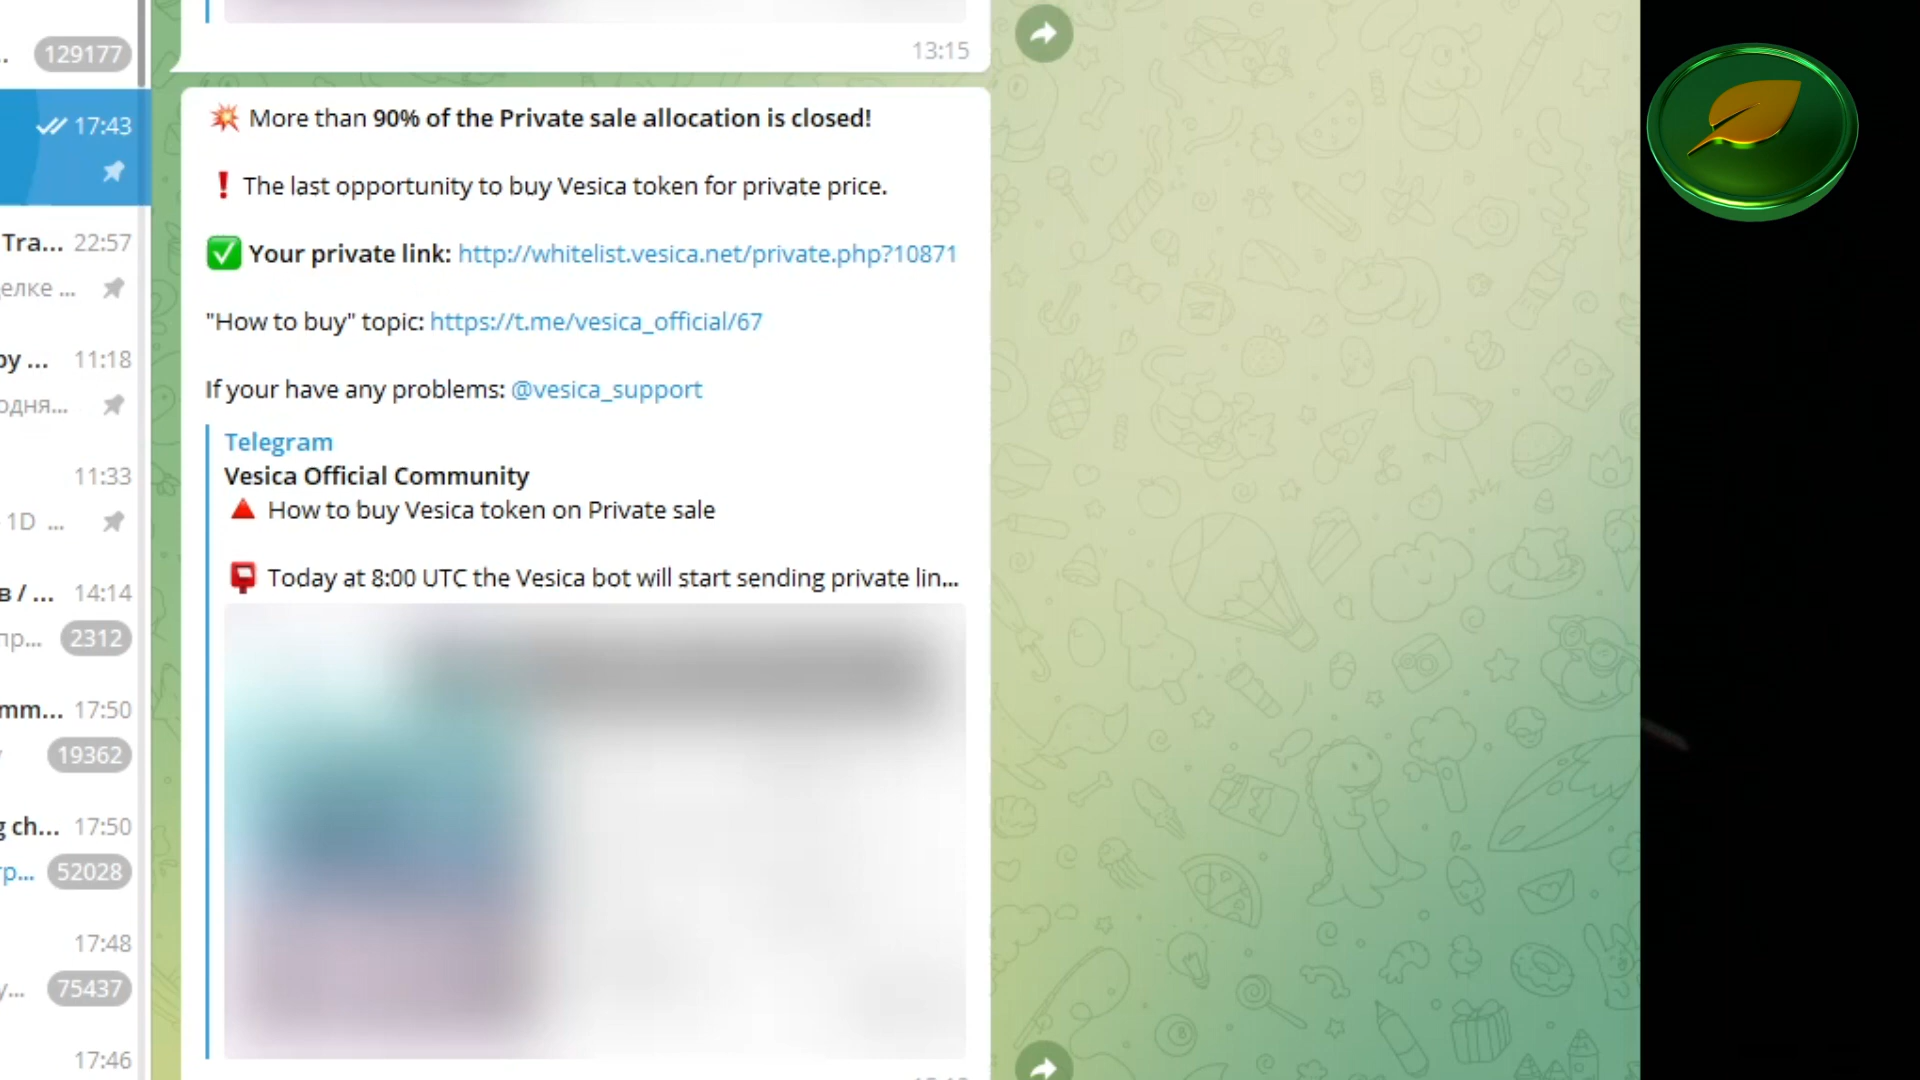 129177
13:15
17:43
Tra... 22:57
елке ...
ру ... 11:18
одня...
11:33
1D ...
в / ... 14:14
пр... 2312
mm... 17:50
19362
g ch... 17:50
гр... 52028
17:48
у... 75437
17:46
💥 More than 90% of the Private sale allocation is closed!
❗ The last opportunity to buy Vesica token for private price.
✅ Your private link: http://whitelist.vesica.net/private.php?10871
"How to buy" topic: https://t.me/vesica_official/67
If your have any problems: @vesica_support
Telegram
Vesica Official Community
🔺 How to buy Vesica token on Private sale
📮 Today at 8:00 UTC the Vesica bot will start sending private lin...